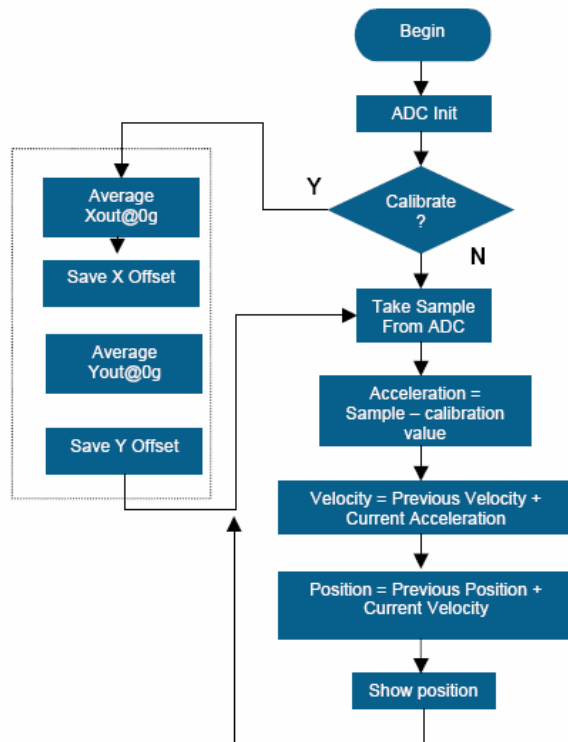 Begin
ADC Init
Calibrate
?
Y
N
Average
Xout@0g
Save X Offset
Average
Yout@0g
Save Y Offset
Take Sample
From ADC
Acceleration =
Sample – calibration
value
Velocity = Previous Velocity +
Current Acceleration
Position = Previous Position +
Current Velocity
Show position